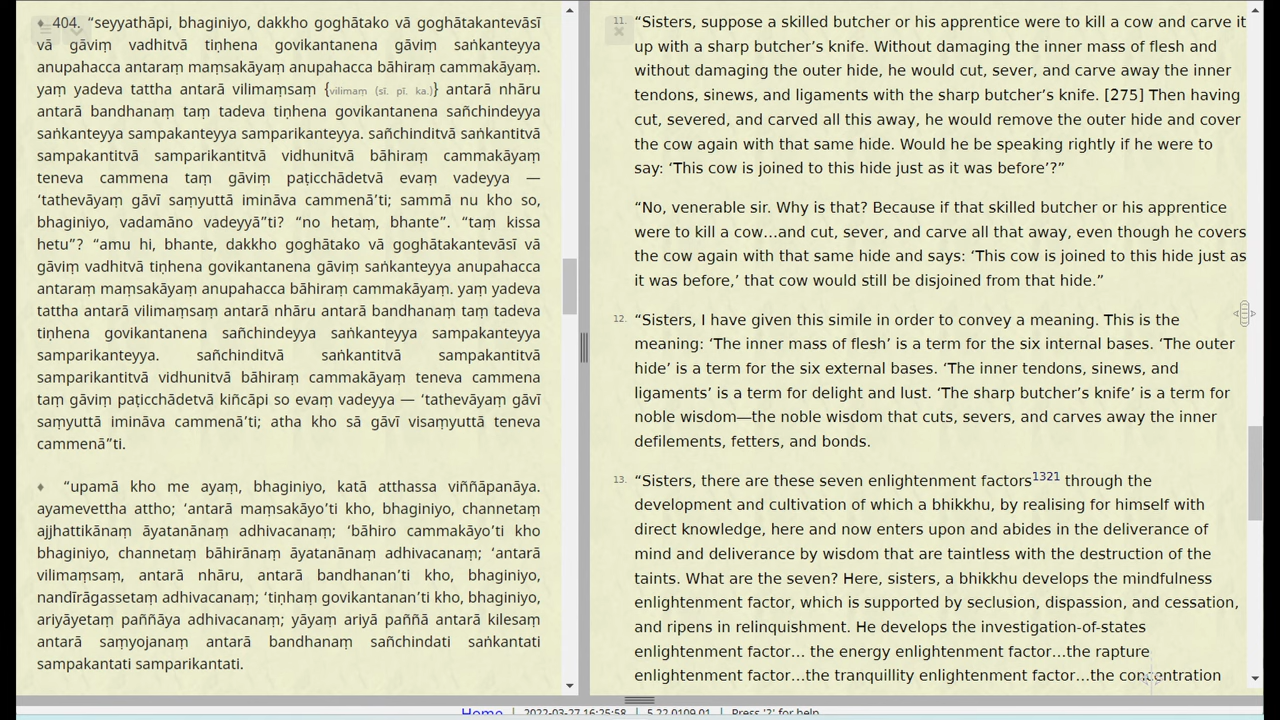 ♦ 404. “seyyathāpi, bhaginiyo, dakkho goghātako vā goghātakantevāsī
vā gāviṃ vadhitvā tiṇhena govikantanena gāviṃ saṅkanteyya
anupahacca antaraṃ maṃsakāyaṃ anupahacca bāhiraṃ cammakāyaṃ.
yaṃ yadeva tattha antarā vilimaṃsaṃ {vilimaṃ (sī. pī. ka.)} antarā nhāru
antarā bandhanaṃ taṃ tadeva tiṇhena govikantanena sañchindeyya
saṅkanteyya sampakanteyya samparikanteyya. sañchinditvā saṅkantitvā
sampakantitvā samparikantitvā vidhunitvā bāhiraṃ cammakāyaṃ
teneva cammena taṃ gāviṃ paṭicchādetvā evaṃ vadeyya —
‘tathevāyaṃ gāvī saṃyuttā imināva cammenā’ti; sammā nu kho so,
bhaginiyo, vadamāno vadeyyā”ti? “no hetaṃ, bhante”. “taṃ kissa
hetu”? “amu hi, bhante, dakkho goghātako vā goghātakantevāsī vā
gāviṃ vadhitvā tiṇhena govikantanena gāviṃ saṅkanteyya anupahacca
antaraṃ maṃsakāyaṃ anupahacca bāhiraṃ cammakāyaṃ. yaṃ yadeva
tattha antarā vilimaṃsaṃ antarā nhāru antarā bandhanaṃ taṃ tadeva
tiṇhena govikantanena sañchindeyya saṅkanteyya sampakanteyya
samparikanteyya. sañchinditvā saṅkantitvā sampakantitvā
samparikantitvā vidhunitvā bāhiraṃ cammakāyaṃ teneva cammena
taṃ gāviṃ paṭicchādetvā kiñcāpi so evaṃ vadeyya — ‘tathevāyaṃ gāvī
saṃyuttā imināva cammenā’ti; atha kho sā gāvī visaṃyuttā teneva
cammenā”ti.
♦ “upamā kho me ayaṃ, bhaginiyo, katā atthassa viññāpanāya.
ayamevettha attho; ‘antarā maṃsakāyo’ti kho, bhaginiyo, channetaṃ
ajjhattikānaṃ āyatanānaṃ adhivacanaṃ; ‘bāhiro cammakāyo’ti kho
bhaginiyo, channetaṃ bāhirānaṃ āyatanānaṃ adhivacanaṃ; ‘antarā
vilimaṃsaṃ, antarā nhāru, antarā bandhanan’ti kho, bhaginiyo,
nandīrāgassetaṃ adhivacanaṃ; ‘tiṇhaṃ govikantanan’ti kho, bhaginiyo,
ariyāyetaṃ paññāya adhivacanaṃ; yāyaṃ ariyā paññā antarā kilesaṃ
antarā saṃyojanaṃ antarā bandhanaṃ sañchindati saṅkantati
sampakantati samparikantati.
11. “Sisters, suppose a skilled butcher or his apprentice were to kill a cow and carve it
up with a sharp butcher’s knife. Without damaging the inner mass of flesh and
without damaging the outer hide, he would cut, sever, and carve away the inner
tendons, sinews, and ligaments with the sharp butcher’s knife. [275] Then having
cut, severed, and carved all this away, he would remove the outer hide and cover
the cow again with that same hide. Would he be speaking rightly if he were to
say: ‘This cow is joined to this hide just as it was before’?”
“No, venerable sir. Why is that? Because if that skilled butcher or his apprentice
were to kill a cow…and cut, sever, and carve all that away, even though he covers
the cow again with that same hide and says: ‘This cow is joined to this hide just as
it was before,’ that cow would still be disjoined from that hide.”
12. “Sisters, I have given this simile in order to convey a meaning. This is the
meaning: ‘The inner mass of flesh’ is a term for the six internal bases. ‘The outer
hide’ is a term for the six external bases. ‘The inner tendons, sinews, and
ligaments’ is a term for delight and lust. ‘The sharp butcher’s knife’ is a term for
noble wisdom—the noble wisdom that cuts, severs, and carves away the inner
defilements, fetters, and bonds.
13. “Sisters, there are these seven enlightenment factors1321 through the
development and cultivation of which a bhikkhu, by realising for himself with
direct knowledge, here and now enters upon and abides in the deliverance of
mind and deliverance by wisdom that are taintless with the destruction of the
taints. What are the seven? Here, sisters, a bhikkhu develops the mindfulness
enlightenment factor, which is supported by seclusion, dispassion, and cessation,
and ripens in relinquishment. He develops the investigation-of-states
enlightenment factor… the energy enlightenment factor…the rapture
enlightenment factor…the tranquillity enlightenment factor…the concentration
Home | 2022-03-27 16:25:58 | 5.22.0109.01 | Press '?' for help